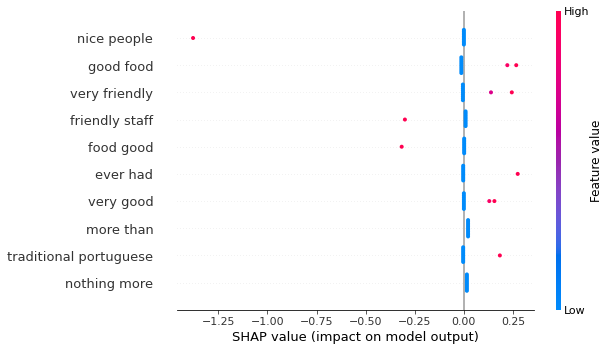 High
nice people
good food
very friendly
friendly staff
food good
ever had
very good
more than
traditional portuguese
nothing more
Feature value
Low
−1.25 −1.00 −0.75 −0.50 −0.25 0.00 0.25
SHAP value (impact on model output)